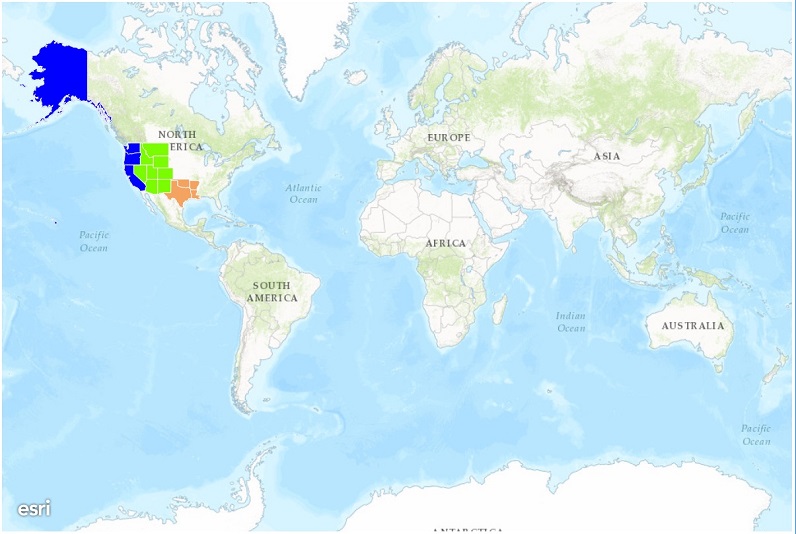 NORTH
ERICA
EUROPE
ASIA
Atlantic
Ocean
Pacific
Ocean
Pacific
Ocean
AFRICA
SOUTH
AMERICA
Indian
Ocean
AUSTRALIA
Pacific
Ocean
esri
ANTARCTICA